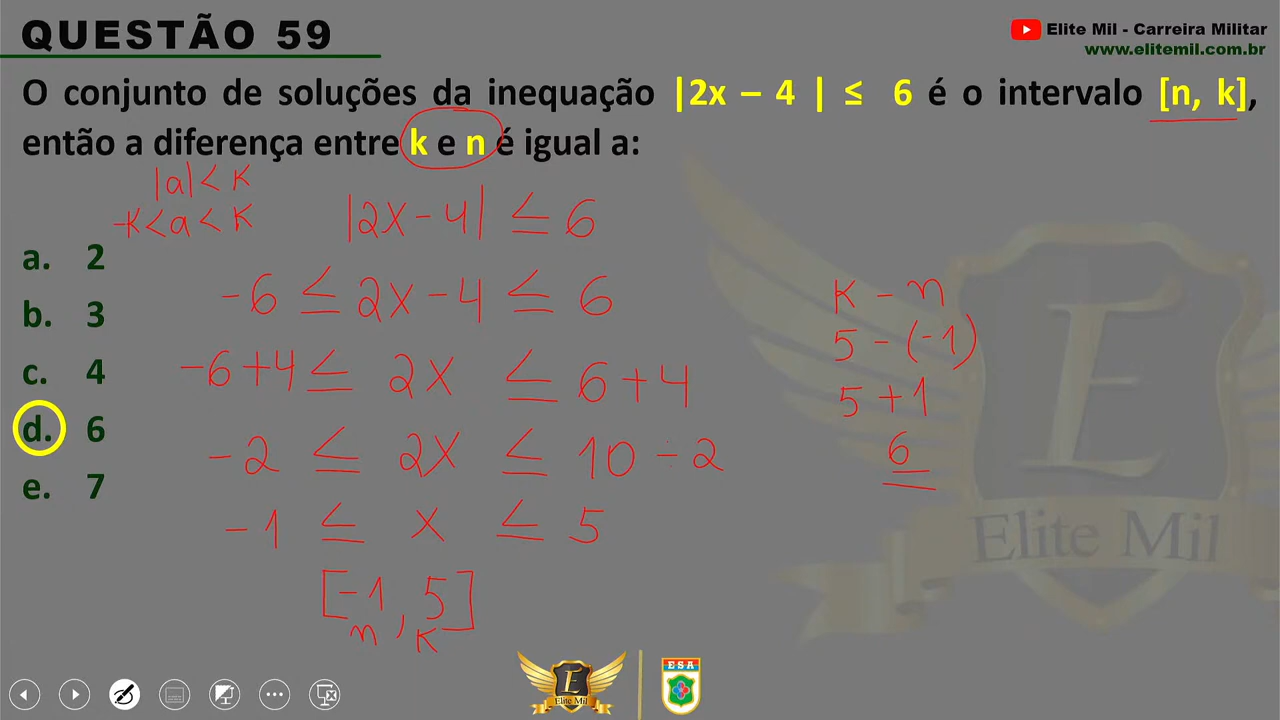 QUESTÃO 59
Elite Mil - Carreira Militar
www.elitemil.com.br
O conjunto de soluções da inequação |2x – 4 | ≤ 6 é o intervalo [n, k],
então a diferença entre k e n é igual a:
|a| < K
-K < a < K
a. 2
b. 3
c. 4
d. 6
e. 7
|2X - 4| ≤ 6
-6 ≤ 2X - 4 ≤ 6
-6+4 ≤ 2X ≤ 6+4
-2 ≤ 2X ≤ 10 ÷ 2
-1 ≤ X ≤ 5
[-1, 5]
n K
K - n
5 - (-1)
5 + 1
6
E
Elite Mil
E
Elite Mil
ESA